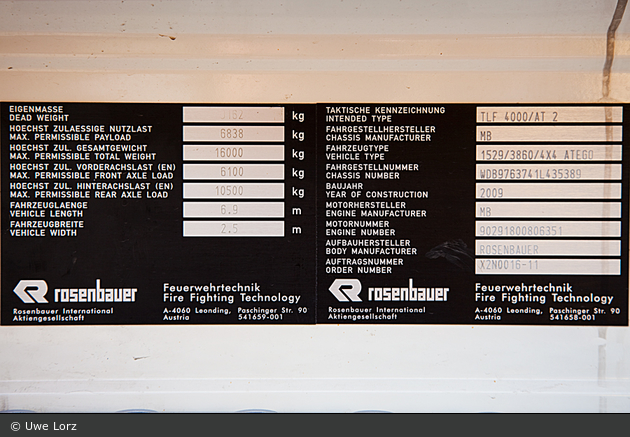 EIGENMASSE
DEAD WEIGHT kg
HOECHST ZULAESSIGE NUTZLAST
MAX. PERMISSIBLE PAYLOAD 6838 kg
HOECHST ZUL. GESAMTGEWICHT
MAX. PERMISSIBLE TOTAL WEIGHT 16000 kg
HOECHST ZUL. VORDERACHSLAST (EN)
MAX. PERMISSIBLE FRONT AXLE LOAD 6100 kg
HOECHST ZUL. HINTERACHSLAST (EN)
MAX. PERMISSIBLE REAR AXLE LOAD 10500 kg
FAHRZEUGLAENGE
VEHICLE LENGTH 6.9 m
FAHRZEUGBREITE
VEHICLE WIDTH 2.5 m
rosenbauer
Feuerwehrtechnik
Fire Fighting Technology
Rosenbauer International
Aktiengesellschaft
A-4060 Leonding, Paschinger Str. 90
Austria 541659-001
TAKTISCHE KENNZEICHNUNG
INTENDED TYPE TLF 4000/AT 2
FAHRGESTELLHERSTELLER
CHASSIS MANUFACTURER MB
FAHRZEUGTYPE
VEHICLE TYPE 1529/3860/4X4 ATEGO
FAHRGESTELLNUMMER
CHASSIS NUMBER WDB9763741L435389
BAUJAHR
YEAR OF CONSTRUCTION 2009
MOTORHERSTELLER
ENGINE MANUFACTURER MB
MOTORNUMMER
ENGINE NUMBER 90291800806351
AUFBAUHERSTELLER
BODY MANUFACTURER ROSENBAUER
AUFTRAGSNUMMER
ORDER NUMBER X2N0016-11
rosenbauer
Feuerwehrtechnik
Fire Fighting Technology
Rosenbauer International
Aktiengesellschaft
A-4060 Leonding, Paschinger Str. 90
Austria 541658-001
© Uwe Lorz